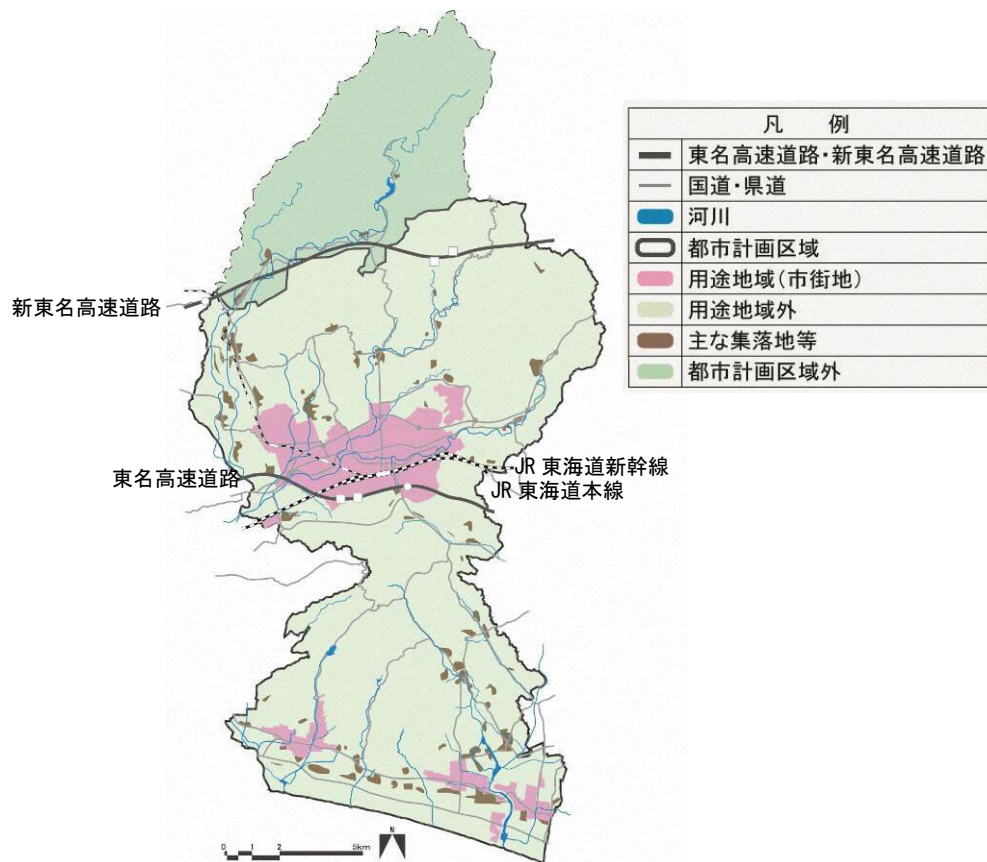 凡　例
東名高速道路・新東名高速道路
国道・県道
河川
都市計画区域
用途地域（市街地）
用途地域外
主な集落地等
都市計画区域外
新東名高速道路
東名高速道路
JR 東海道新幹線
JR 東海道本線
0 1 2 5km
N